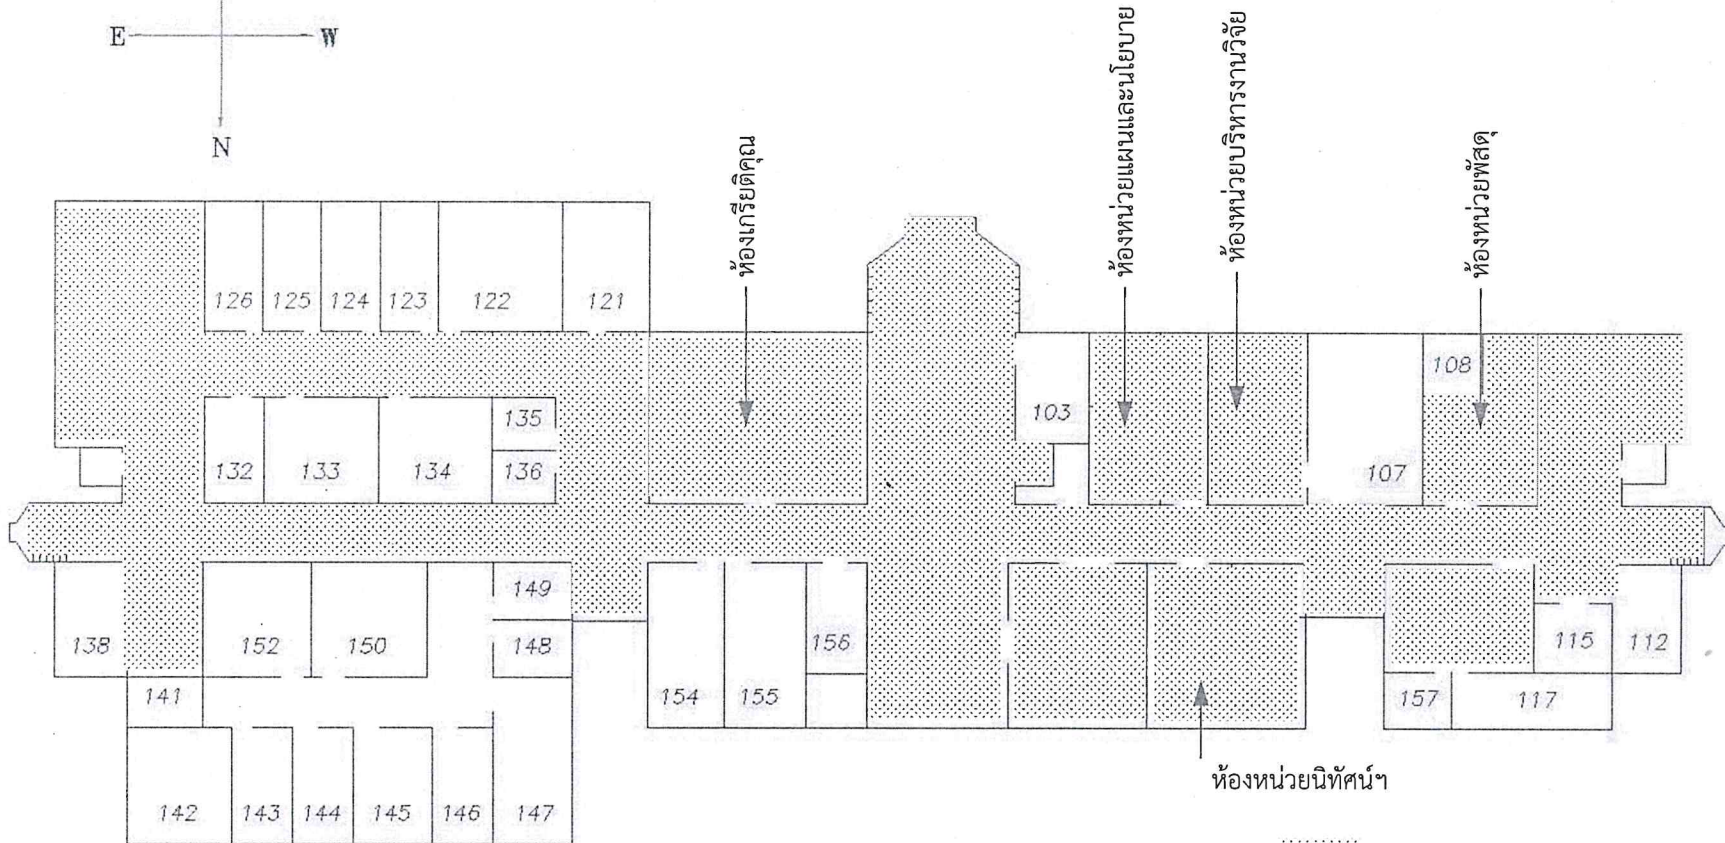 E W
N
ห้องเกรียติคุณ
ห้องหน่วยแผนและนโยบาย
ห้องหน่วยบริหารงานวิจัย
ห้องหน่วยพัสดุ
126 125 124 123 122 121
103
108
107
135
132 133 134 136
138 152 150 149
148
156
115 112
141
154 155
157 117
142 143 144 145 146 147
ห้องหน่วยนิทัศน์ฯ
..........